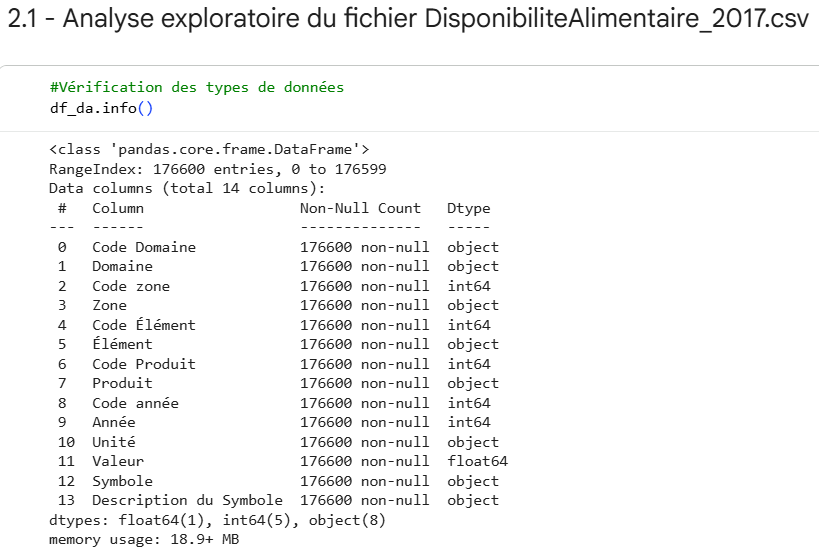 2.1 - Analyse exploratoire du fichier DisponibiliteAlimentaire_2017.csv
#Vérification des types de données
df_da.info()
<class 'pandas.core.frame.DataFrame'>
RangeIndex: 176600 entries, 0 to 176599
Data columns (total 14 columns):
 #   Column                  Non-Null Count   Dtype
---  ------                  --------------   -----
 0   Code Domaine            176600 non-null  object
 1   Domaine                 176600 non-null  object
 2   Code zone               176600 non-null  int64
 3   Zone                    176600 non-null  object
 4   Code Élément            176600 non-null  int64
 5   Élément                 176600 non-null  object
 6   Code Produit            176600 non-null  int64
 7   Produit                 176600 non-null  object
 8   Code année              176600 non-null  int64
 9   Année                   176600 non-null  int64
 10  Unité                   176600 non-null  object
 11  Valeur                  176600 non-null  float64
 12  Symbole                 176600 non-null  object
 13  Description du Symbole  176600 non-null  object
dtypes: float64(1), int64(5), object(8)
memory usage: 18.9+ MB